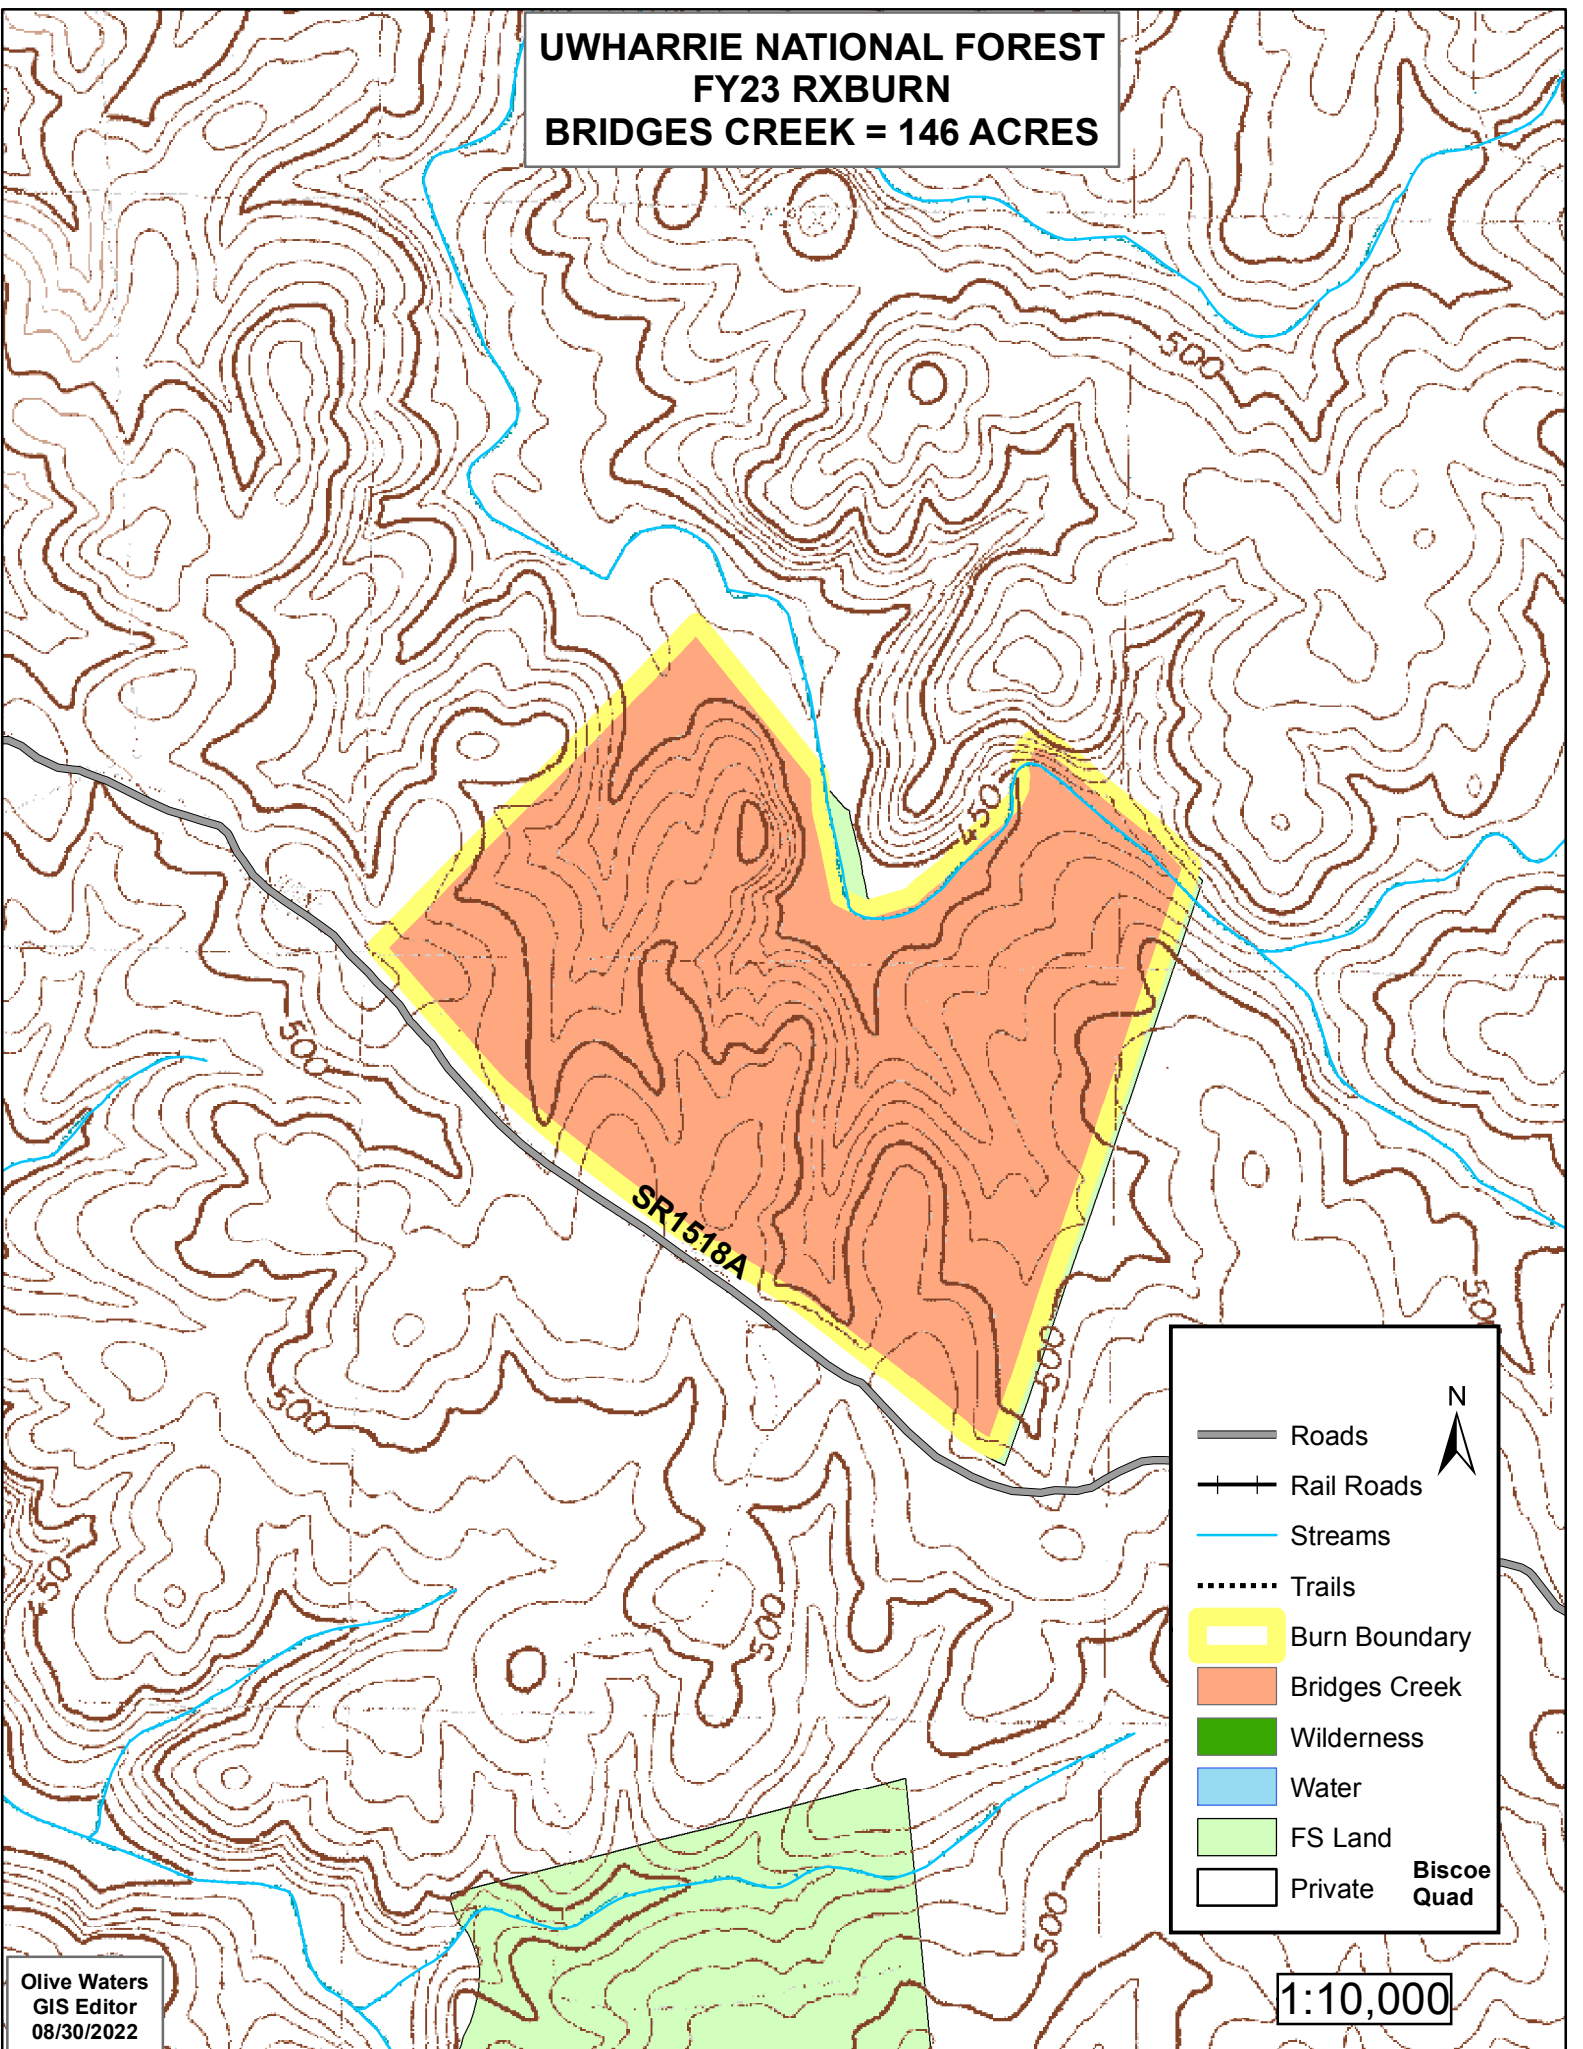 UWHARRIE NATIONAL FOREST
FY23 RXBURN
BRIDGES CREEK = 146 ACRES
500
450
500
SR1518A
500
500
500
450
500
500
N
Roads
Rail Roads
Streams
Trails
Burn Boundary
Bridges Creek
Wilderness
Water
FS Land
Private
Biscoe
Quad
Olive Waters
GIS Editor
08/30/2022
1:10,000